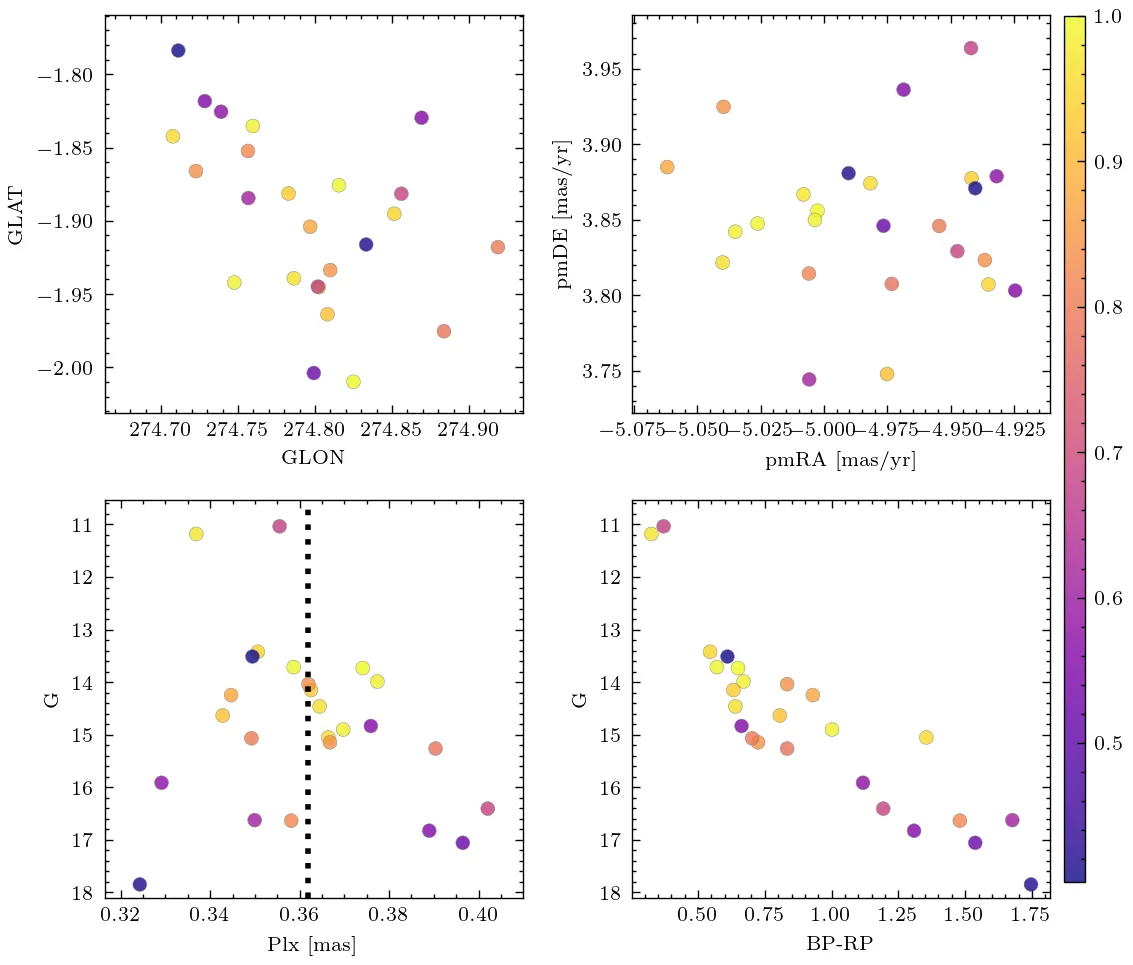 −1.80
−1.85
−1.90
−1.95
−2.00
GLAT
274.70 274.75 274.80 274.85 274.90
GLON
3.95
3.90
3.85
3.80
3.75
pmDE [mas/yr]
−5.075 −5.050 −5.025 −5.000 −4.975 −4.950 −4.925
pmRA [mas/yr]
1.0
0.9
0.8
0.7
0.6
0.5
11
12
13
14
15
16
17
18
G
0.32 0.34 0.36 0.38 0.40
Plx [mas]
11
12
13
14
15
16
17
18
G
0.50 0.75 1.00 1.25 1.50 1.75
BP-RP